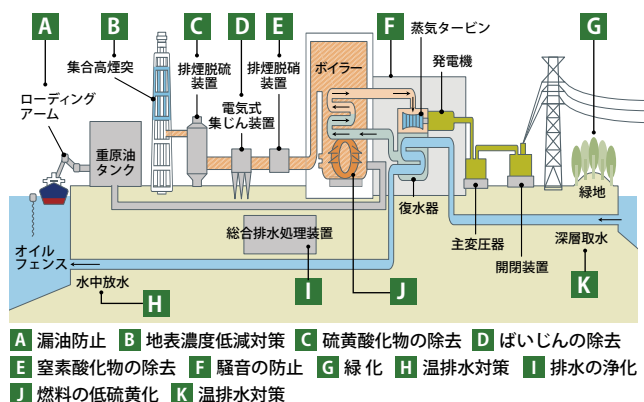 A
B
C
D
E
F
G
集合高煙突
ローディング
アーム
排煙脱硫
装置
電気式
集じん装置
排煙脱硝
装置
ボイラー
蒸気タービン
発電機
重原油
タンク
緑地
復水器
主変圧器
開閉装置
深層取水
総合排水処理装置
オイル
フェンス
水中放水
H
I
J
K
A 漏油防止 B 地表濃度低減対策 C 硫黄酸化物の除去 D ばいじんの除去
E 窒素酸化物の除去 F 騒音の防止 G 緑 化 H 温排水対策 I 排水の浄化
J 燃料の低硫黄化 K 温排水対策